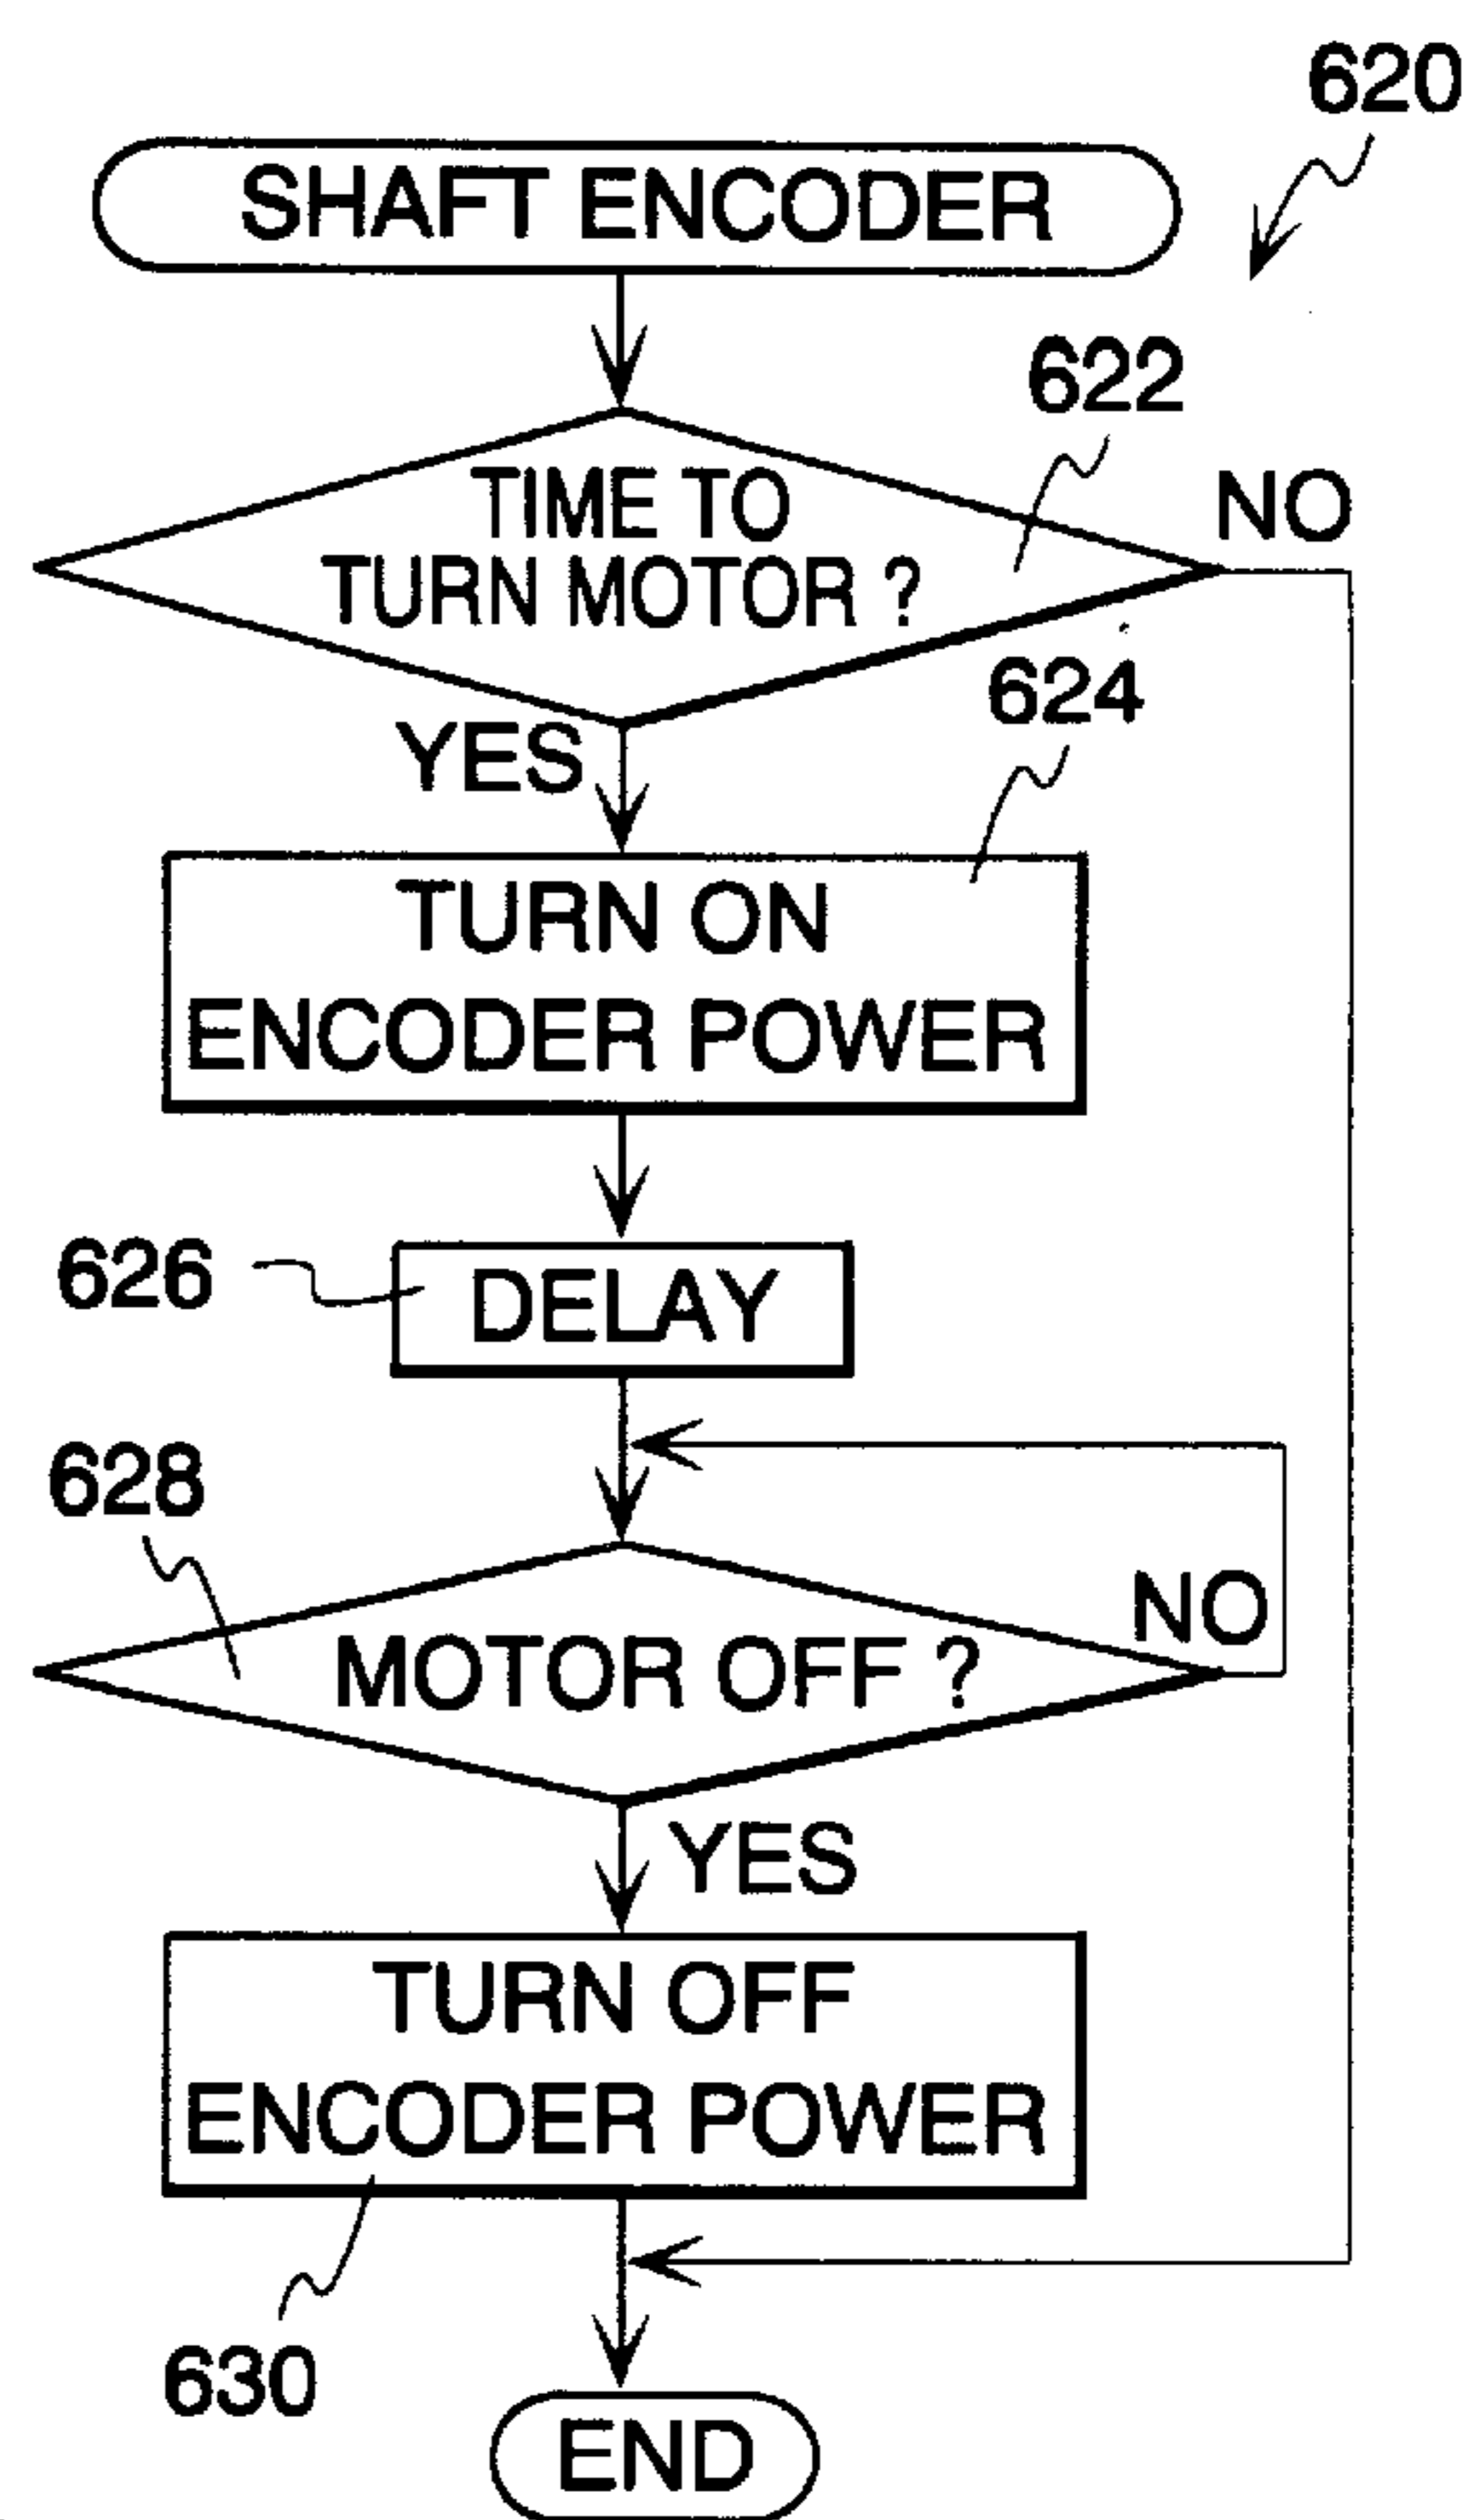 620
SHAFT ENCODER
622
TIME TO
TURN MOTOR ?
NO
YES
624
TURN ON
ENCODER POWER
626
DELAY
628
MOTOR OFF ?
NO
YES
TURN OFF
ENCODER POWER
630
END